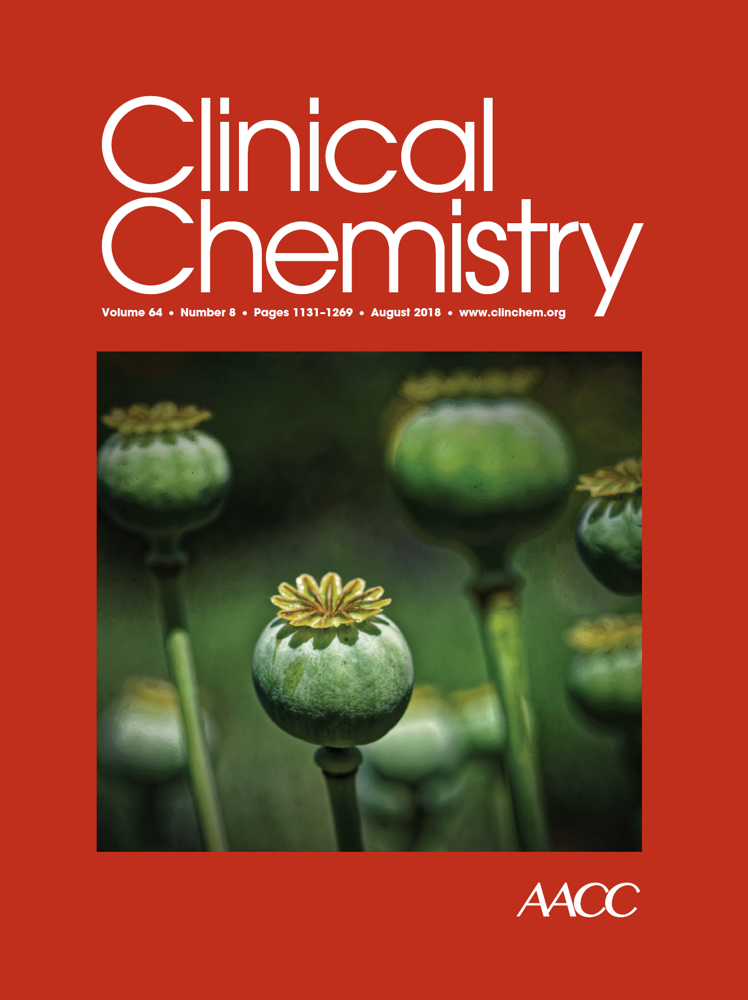 Clinical
Chemistry
Volume 64 • Number 8 • Pages 1131–1269 • August 2018 • www.clinchem.org
AACC